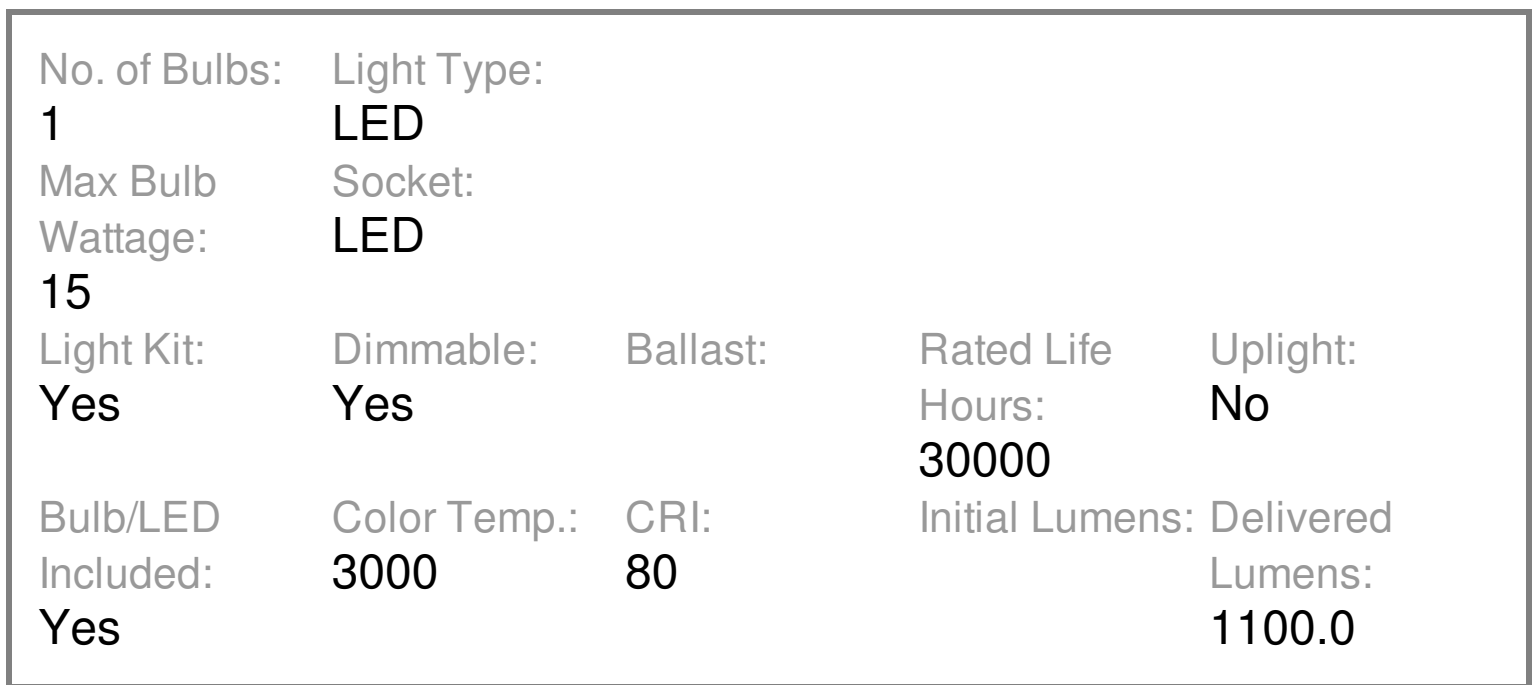 No. of Bulbs: Light Type:
1 LED
Max Bulb Socket:
Wattage: LED
15
Light Kit: Dimmable: Ballast: Rated Life Uplight:
Yes Yes Hours: No
30000
Bulb/LED Color Temp.: CRI: Initial Lumens: Delivered
Included: 3000 80 Lumens:
Yes 1100.0